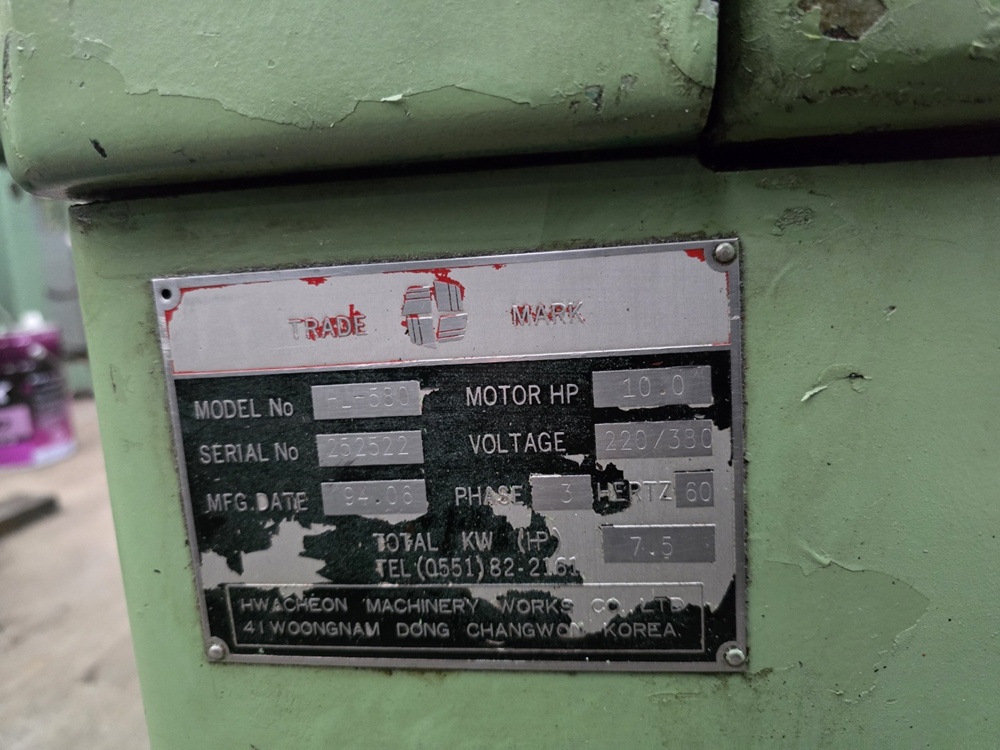 TRADE MARK
MODEL No HL-580 MOTOR HP 10.0
SERIAL No 252522 VOLTAGE 220/380
MFG.DATE '94.06 PHASE 3 HERTZ 60
TOTAL KW (HP) 7.5
TEL(0551)82-2161
HWACHEON MACHINERY WORKS CO., LTD
41 WOONGNAM DONG CHANGWON KOREA